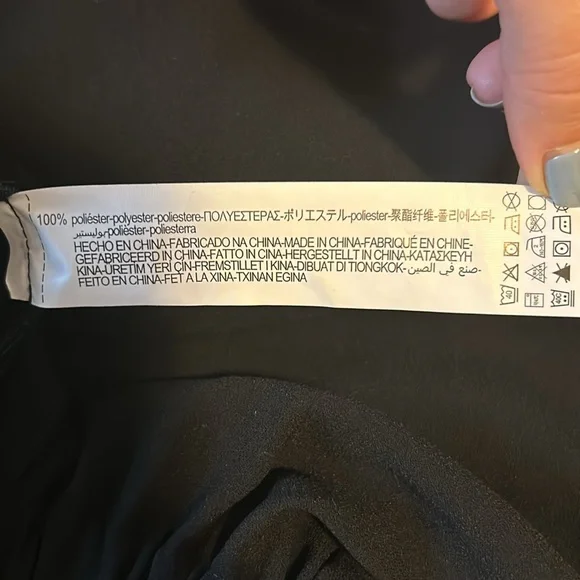 100% poliéster-polyester-poliestere-ΠΟΛΥΕΣΤΕΡΑΣ-ポリエステル-poliester-聚酯纤维-폴리에스터-
بوليستير-polièster-poliesterra
HECHO EN CHINA-FABRICADO NA CHINA-MADE IN CHINA-FABRIQUÉ EN CHINE-
GEFABRICEERD IN CHINA-FATTO IN CINA-HERGESTELLT IN CHINA-ΚΑΤΑΣΚΕΥΗ
KINA-ÜRETİM YERİ ÇİN-FREMSTILLET I KINA-DIBUAT DI TIONGKOK-صنع في الصين-
FEITO EN CHINA-FET A LA XINA-TXINAN EGINA